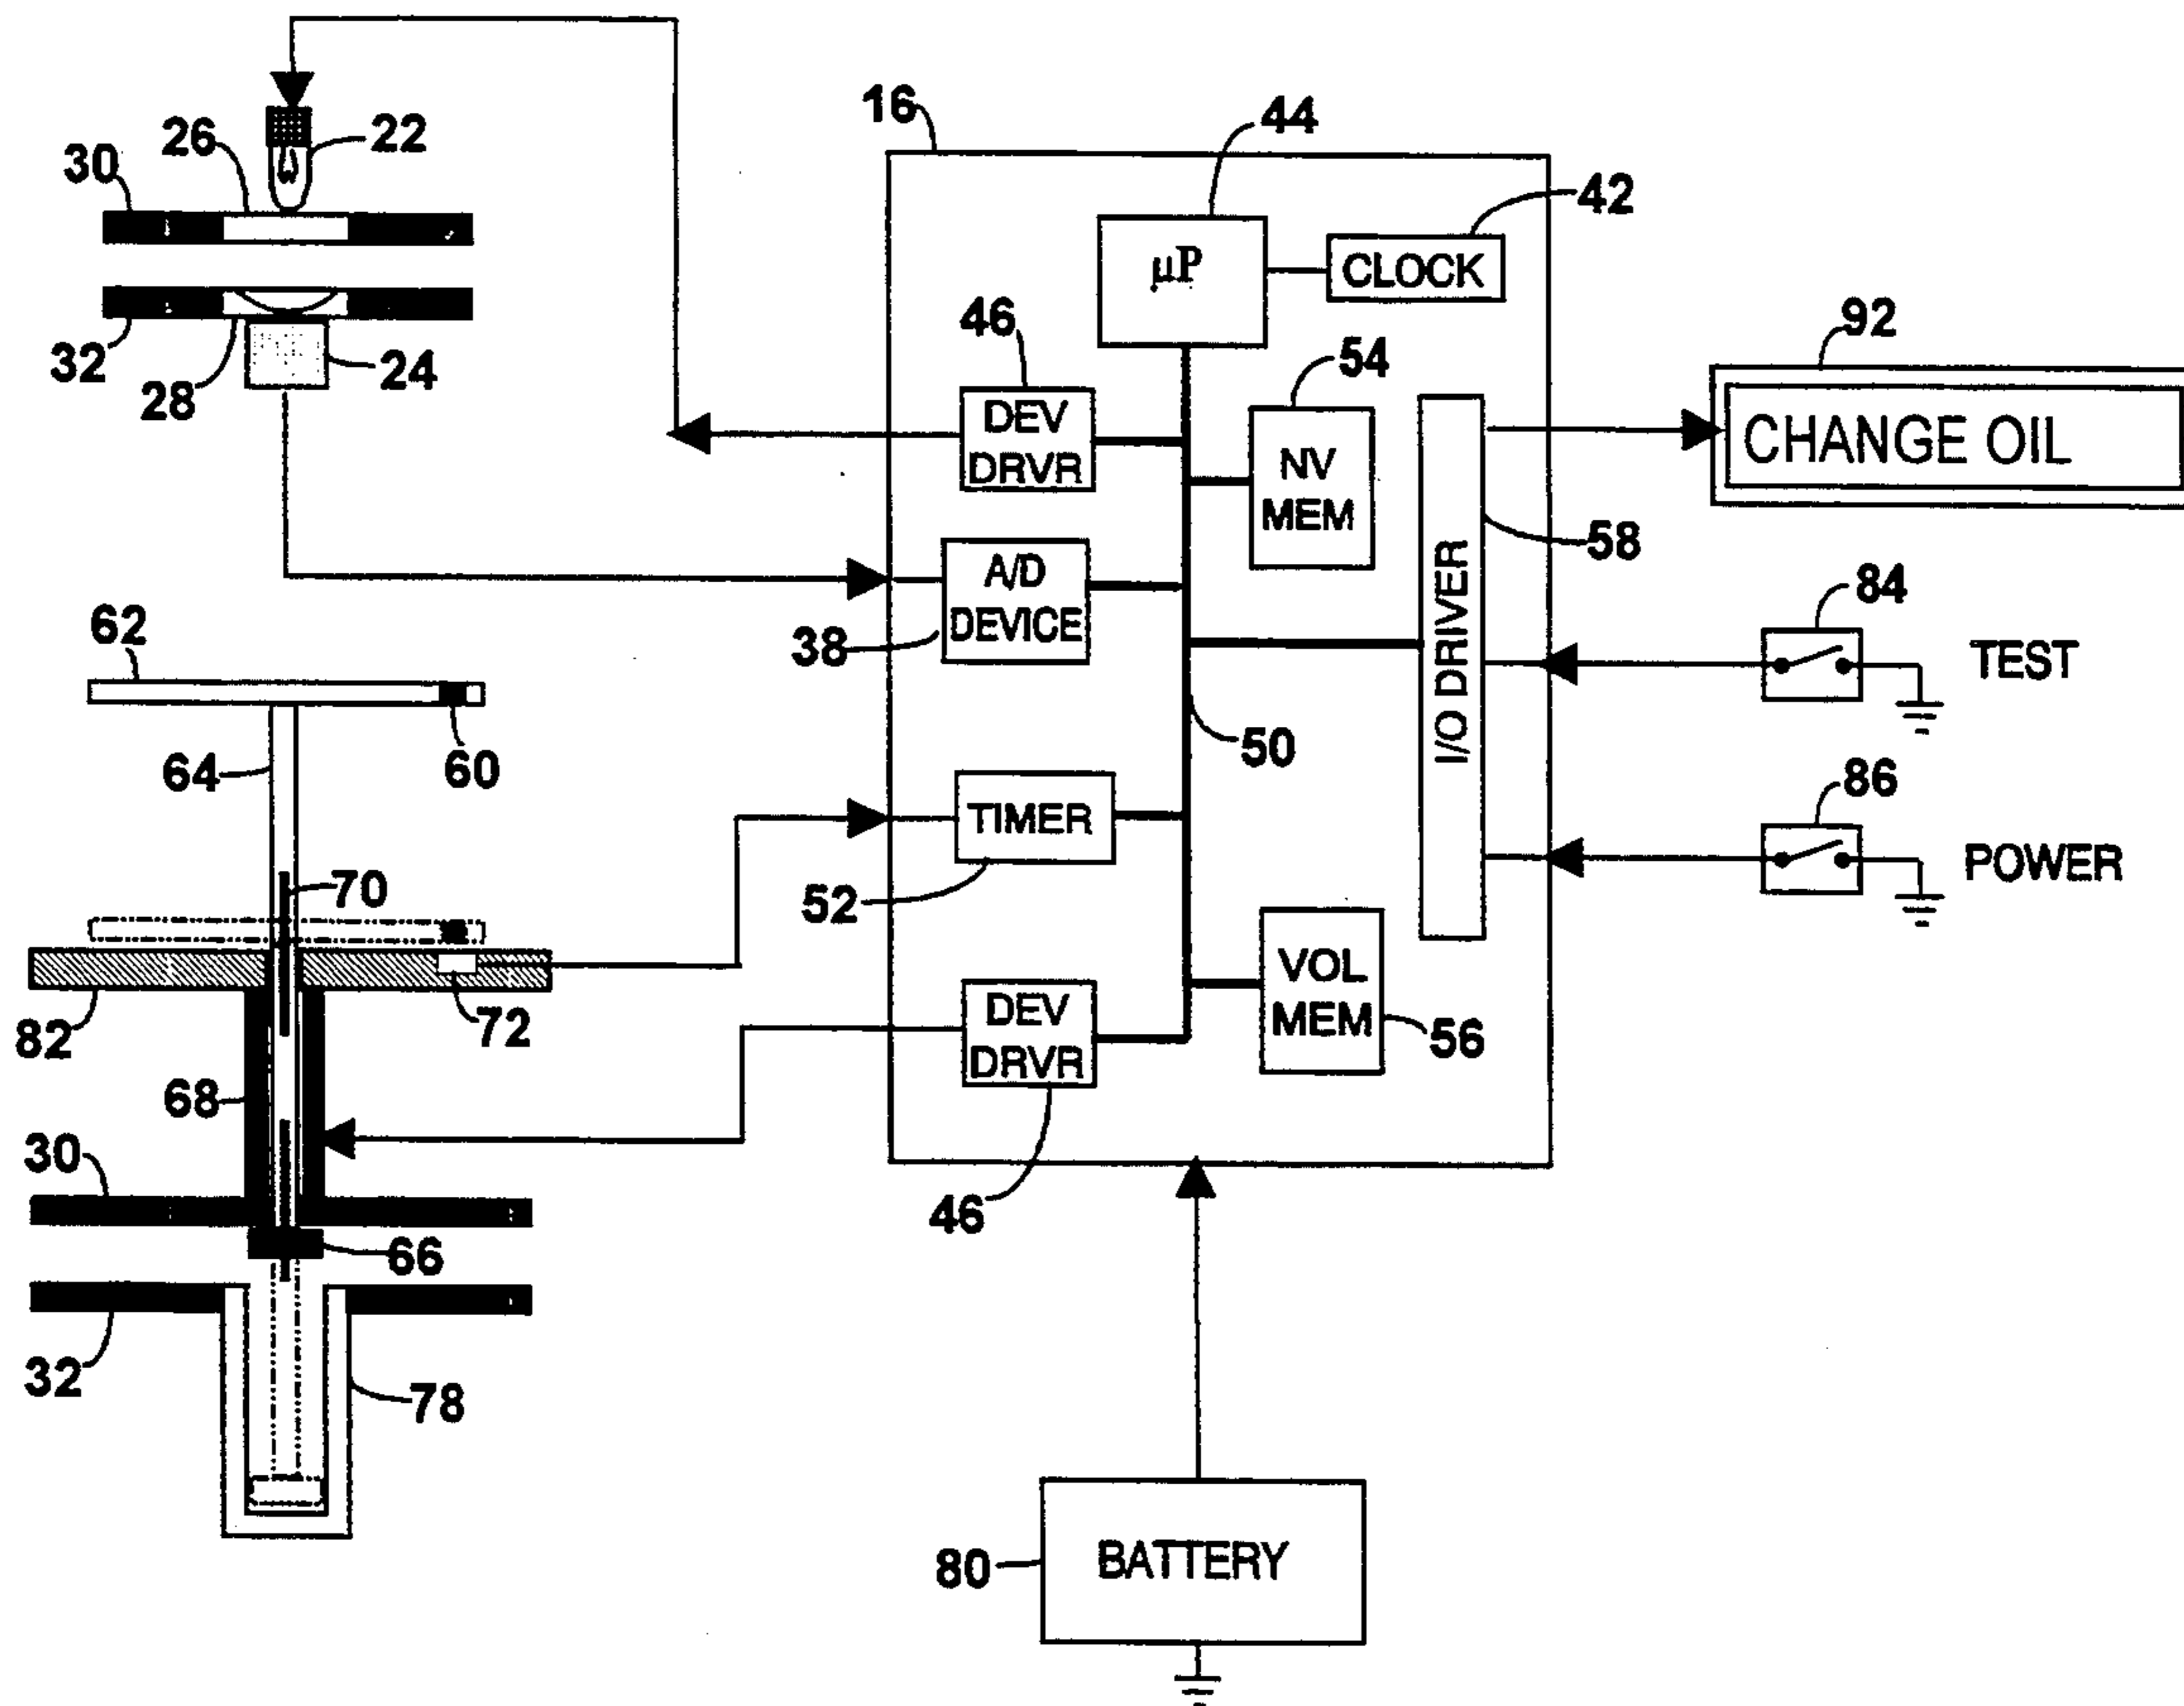 16
44
26
22
30
42
µP
CLOCK
46
54
92
32
28
24
DEV
DRVR
NV
MEM
CHANGE OIL
58
A/D
DEVICE
38
I/O DRIVER
84
TEST
62
64
60
50
86
TIMER
POWER
70
52
VOL
MEM
82
72
DEV
DRVR
56
68
30
46
66
32
78
80
BATTERY